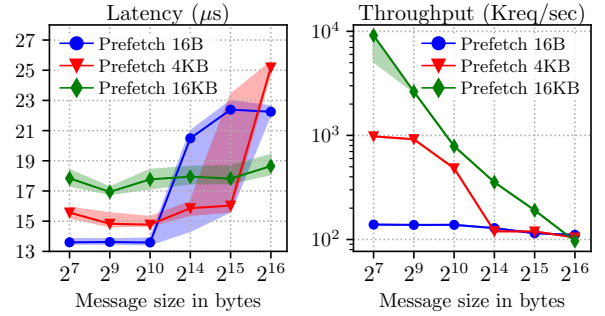 Latency (μs)
27
25
23
21
19
17
15
13
Prefetch 16B
Prefetch 4KB
Prefetch 16KB
2^7 2^9 2^10 2^14 2^15 2^16
Message size in bytes
Throughput (Kreq/sec)
10^4
10^3
10^2
Prefetch 16B
Prefetch 4KB
Prefetch 16KB
2^7 2^9 2^10 2^14 2^15 2^16
Message size in bytes